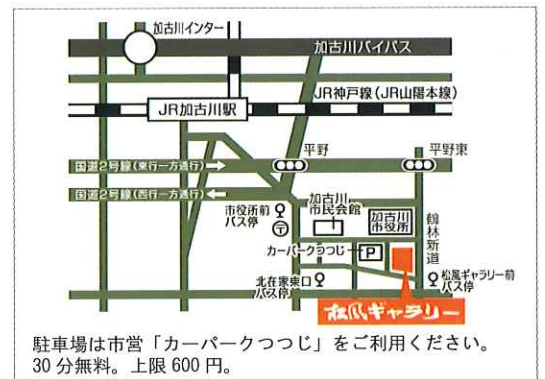 加古川インター
加古川バイパス
JR神戸線(JR山陽本線)
JR加古川駅
平野
平野東
国道2号線(東行一方通行)→
国道2号線(西行一方通行)←
市役所前
バス停
加古川
市民会館
加古川
市役所
鶴林新道
カーパークつつじ
P
北在家東口
バス停
松風ギャラリー前
バス停
松風ギャラリー
駐車場は市営「カーパークつつじ」をご利用ください。
30分無料。上限600円。